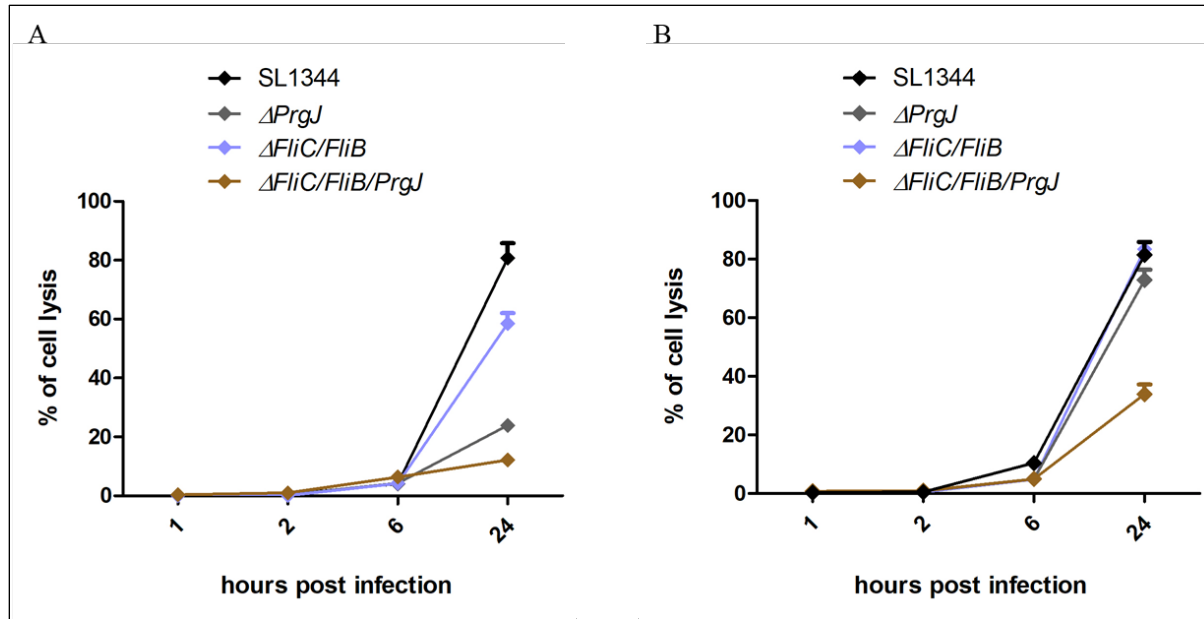 A
SL1344
ΔPrgJ
ΔFliC/FliB
ΔFliC/FliB/PrgJ
100
80
60
40
20
0
% of cell lysis
1
2
6
24
hours post infection
B
SL1344
ΔPrgJ
ΔFliC/FliB
ΔFliC/FliB/PrgJ
100
80
60
40
20
0
% of cell lysis
1
2
6
24
hours post infection